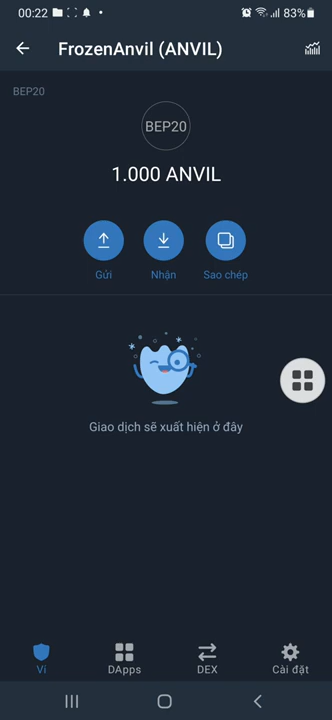 00:22
83%
FrozenAnvil (ANVIL)
BEP20
BEP20
1.000 ANVIL
Gửi
Nhận
Sao chép
Giao dịch sẽ xuất hiện ở đây
Ví
DApps
DEX
Cài đặt